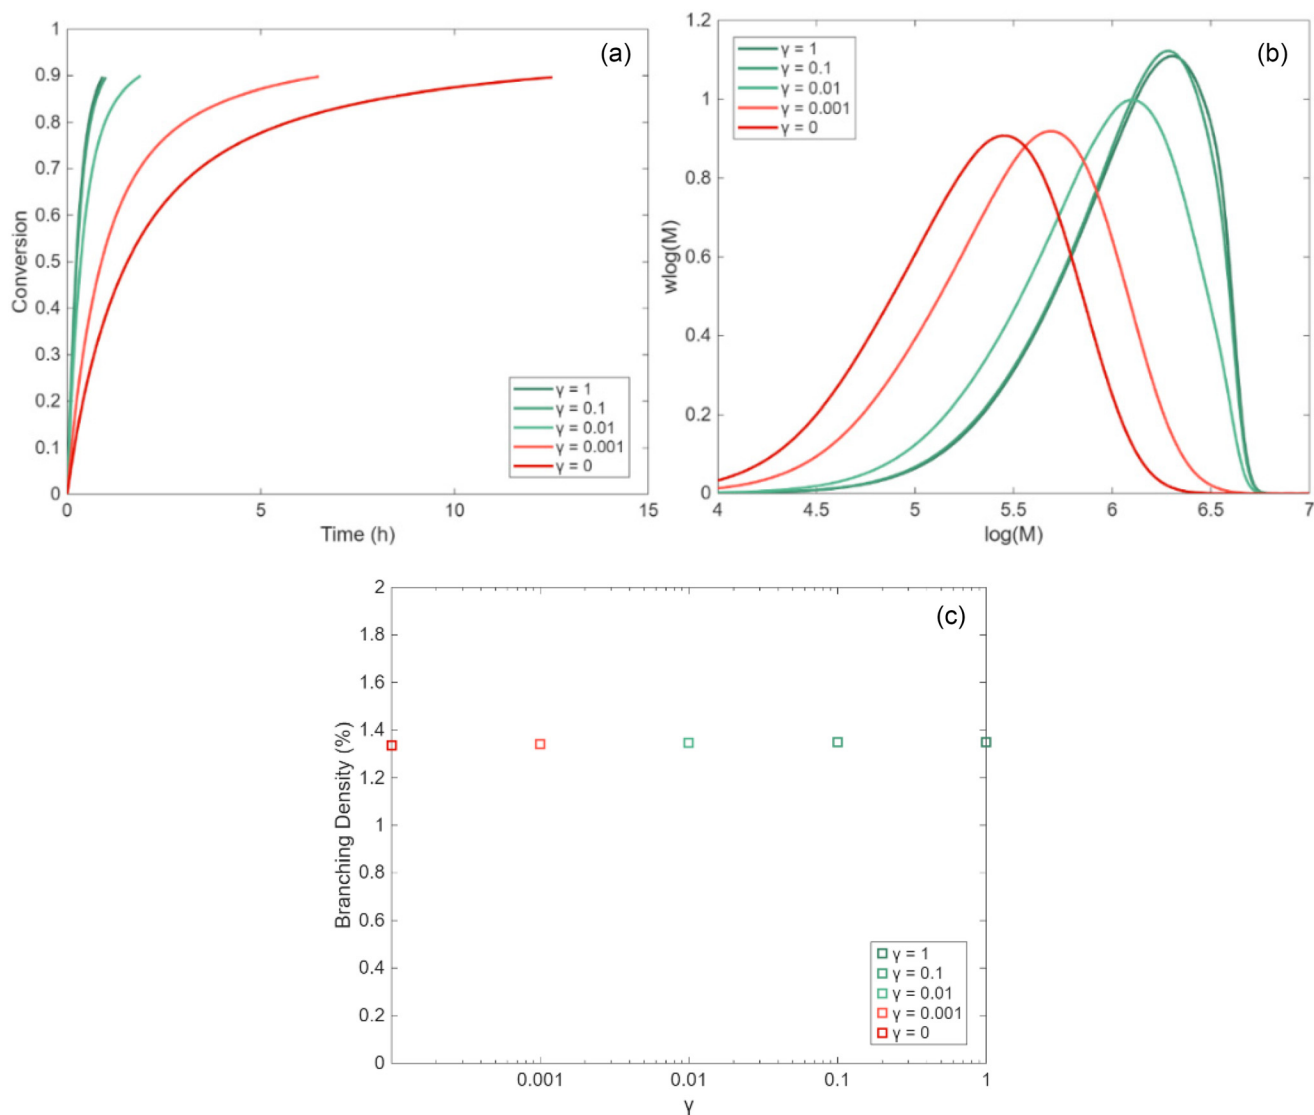 (a)
1
0.9
0.8
0.7
0.6
0.5
0.4
0.3
0.2
0.1
0
Conversion
γ = 1
γ = 0.1
γ = 0.01
γ = 0.001
γ = 0
0 5 10 15
Time (h)
(b)
1.2
1
0.8
0.6
0.4
0.2
0
wlog(M)
γ = 1
γ = 0.1
γ = 0.01
γ = 0.001
γ = 0
4 4.5 5 5.5 6 6.5 7
log(M)
(c)
2
1.8
1.6
1.4
1.2
1
0.8
0.6
0.4
0.2
0
Branching Density (%)
γ = 1
γ = 0.1
γ = 0.01
γ = 0.001
γ = 0
0.001 0.01 0.1 1
γ